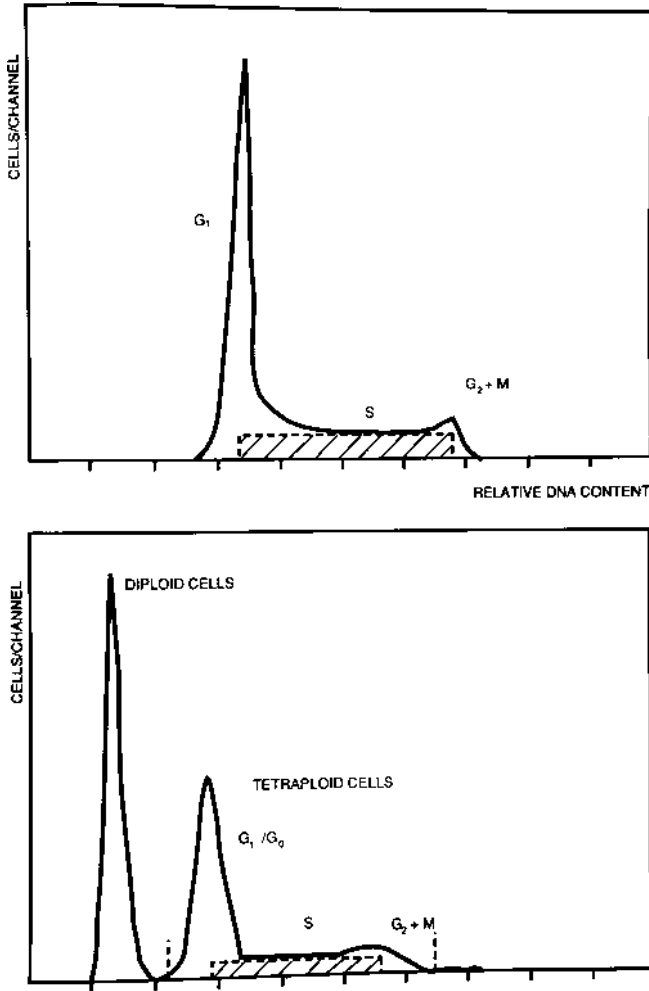 CELLS/CHANNEL
G₁
S
G₂ + M
RELATIVE DNA CONTENT
CELLS/CHANNEL
DIPLOID CELLS
TETRAPLOID CELLS
G₁ /G₀
S
G₂ + M